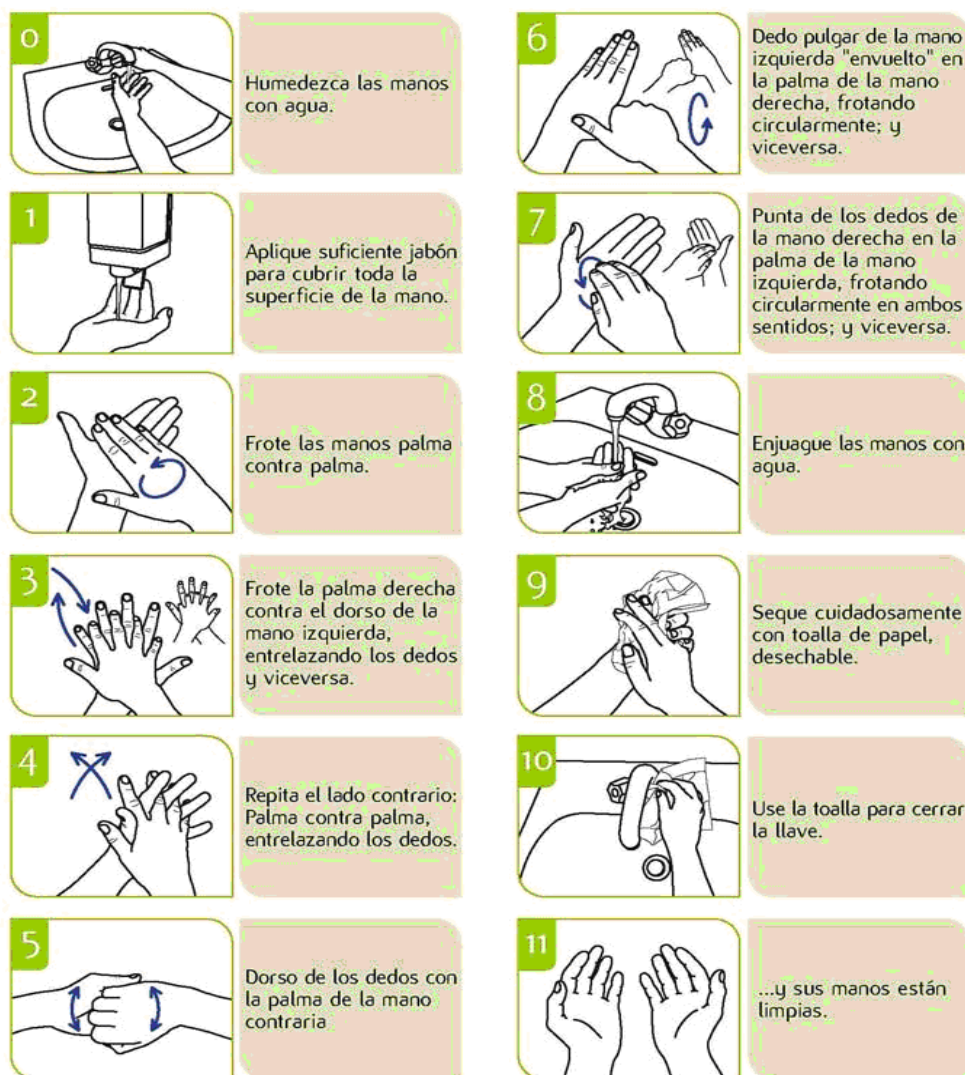 0
Humedezca las manos
con agua.
1
Aplique suficiente jabón
para cubrir toda la
superficie de la mano.
2
Frote las manos palma
contra palma.
3
Frote la palma derecha
contra el dorso de la
mano izquierda,
entrelazando los dedos
y viceversa.
4
Repita el lado contrario:
Palma contra palma,
entrelazando los dedos.
5
Dorso de los dedos con
la palma de la mano
contraria
6
Dedo pulgar de la mano
izquierda "envuelto" en
la palma de la mano
derecha, frotando
circularmente; y
viceversa.
7
Punta de los dedos de
la mano derecha en la
palma de la mano
izquierda, frotando
circularmente en ambos
sentidos; y viceversa.
8
Enjuague las manos con
agua.
9
Seque cuidadosamente
con toalla de papel,
desechable.
10
Use la toalla para cerrar
la llave.
11
...y sus manos están
limpias.